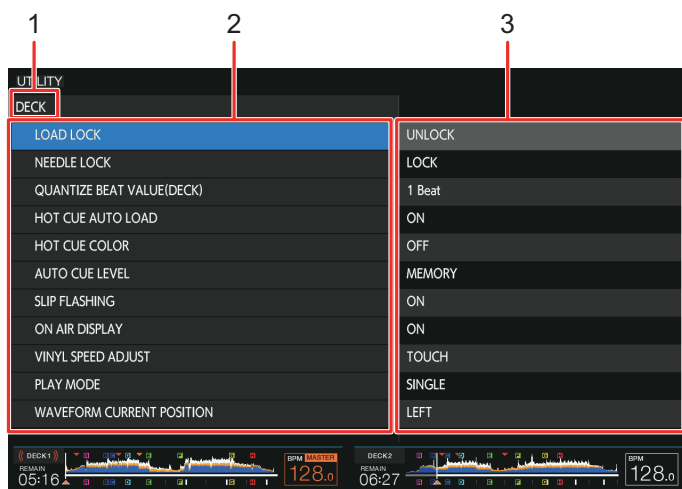 1 2 3
UTILITY
DECK
LOAD LOCK UNLOCK
NEEDLE LOCK LOCK
QUANTIZE BEAT VALUE(DECK) 1 Beat
HOT CUE AUTO LOAD ON
HOT CUE COLOR OFF
AUTO CUE LEVEL MEMORY
SLIP FLASHING ON
ON AIR DISPLAY ON
VINYL SPEED ADJUST TOUCH
PLAY MODE SINGLE
WAVEFORM CURRENT POSITION LEFT
DECK1 BPM MASTER DECK2 BPM
REMAIN REMAIN
05:16 128.0 06:27 128.0